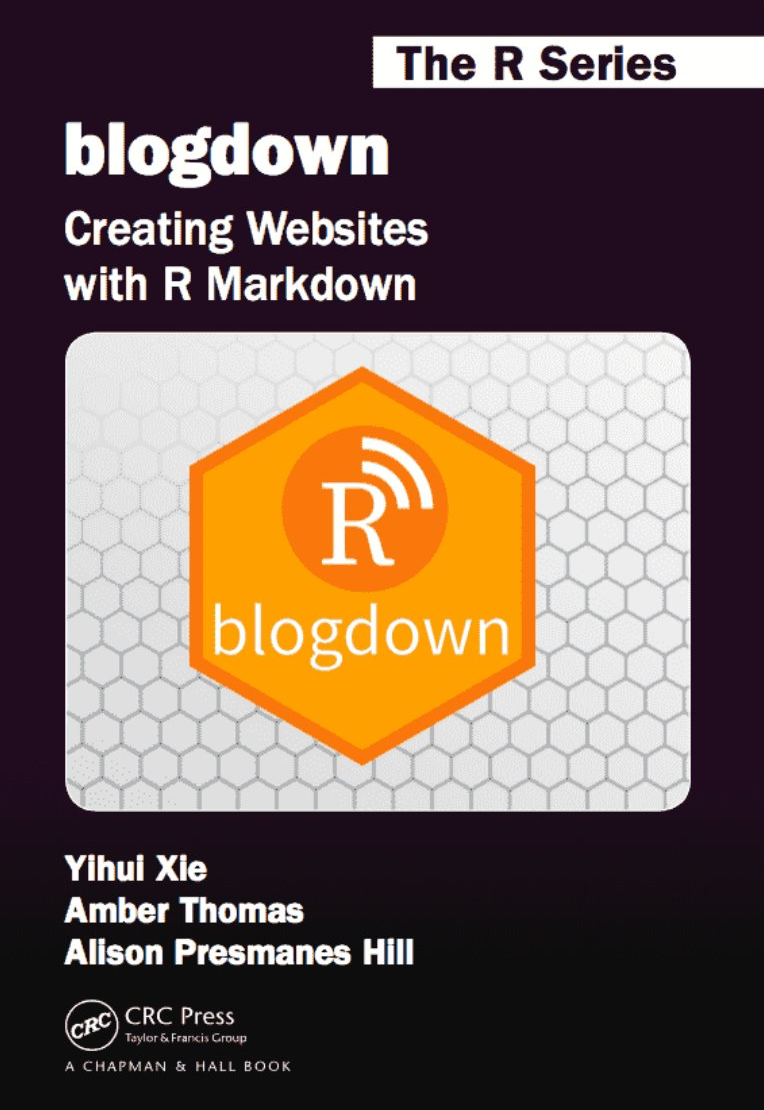 The R Series
blogdown
Creating Websites
with R Markdown
R
blogdown
Yihui Xie
Amber Thomas
Alison Presmanes Hill
CRC CRC Press
Taylor & Francis Group
A CHAPMAN & HALL BOOK